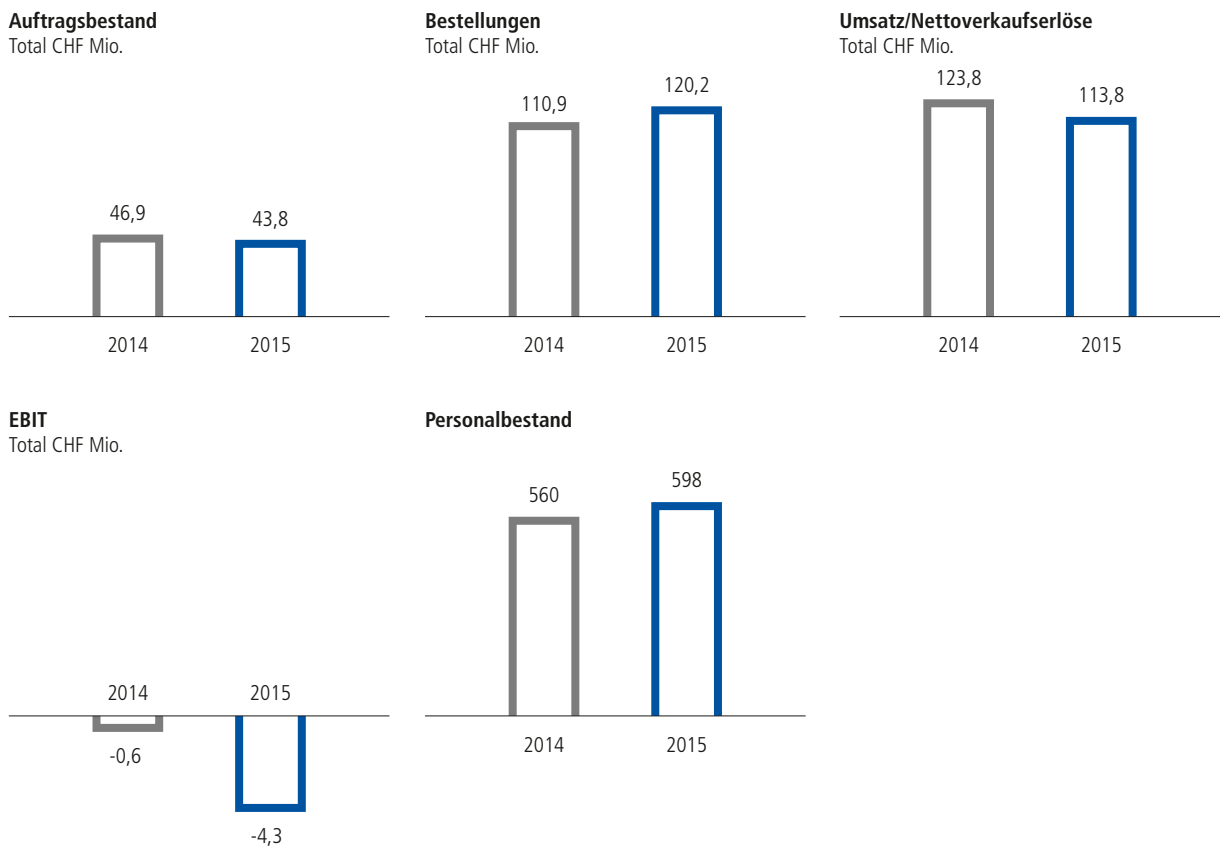 Auftragsbestand
Total CHF Mio.
46,9
43,8
2014
2015
Bestellungen
Total CHF Mio.
110,9
120,2
2014
2015
Umsatz/Nettoverkaufserlöse
Total CHF Mio.
123,8
113,8
2014
2015
EBIT
Total CHF Mio.
2014
2015
-0,6
-4,3
Personalbestand
560
598
2014
2015